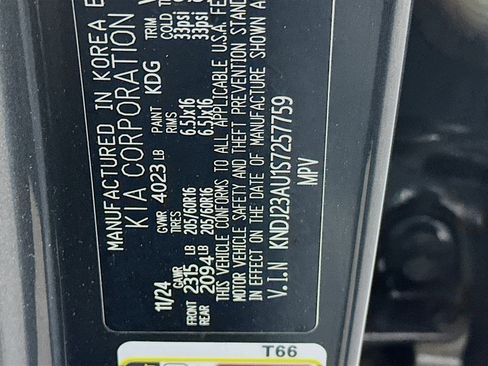 MANUFACTURED IN KOREA
KIA CORPORATION
11/24 GVWR 4023 LB PAINT KDG TRIM
GAWR TIRES RIMS COLD
FRONT 2315 LB 205/60R16 6.5Jx16 33psi
REAR 2094 LB 205/60R16 6.5Jx16 33psi
THIS VEHICLE CONFORMS TO ALL APPLICABLE U.S.A FE
MOTOR VEHICLE SAFETY AND THEFT PREVENTION STAND
IN EFFECT ON THE DATE OF MANUFACTURE SHOWN A
V.I.N KNDJ23AU1S7257759
MPV
T66